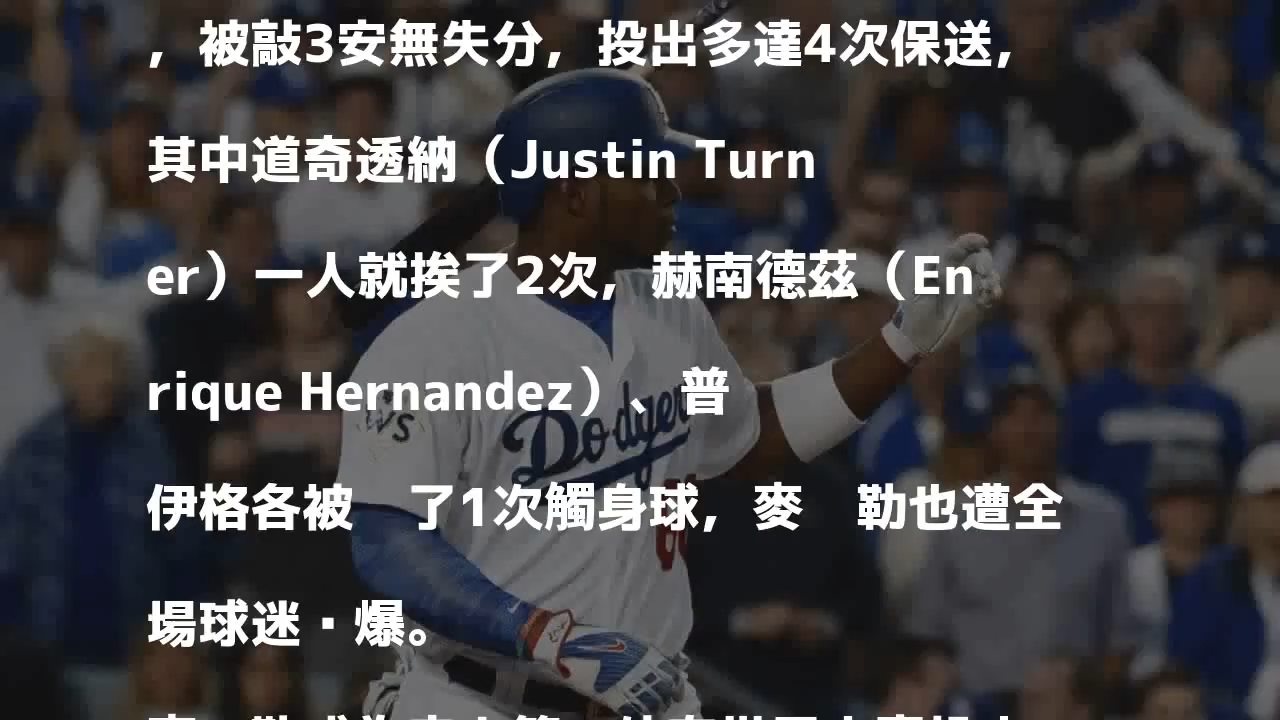 ，被敲3安無失分，投出多達4次保送，
其中道奇透納（Justin Turn
er）一人就挨了2次，赫南德茲（En
rique Hernandez）、普
伊格各被　了1次觸身球，麥　勒也遭全
場球迷·爆。
WS
Dodgers
66